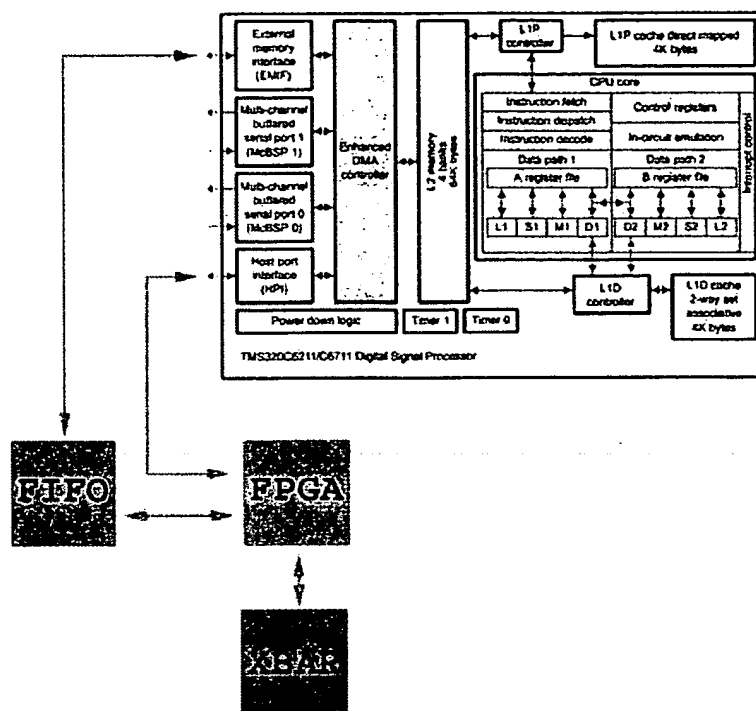 External
memory
interface
(EMIF)
Multi-channel
buffered
serial port 1
(McBSP 1)
Multi-channel
buffered
serial port 0
(McBSP 0)
Host port
interface
(HPI)
Enhanced
DMA
controller
L2 memory
4 banks
64K bytes
L1P
controller
L1P cache direct mapped
4K bytes
CPU core
Instruction fetch
Instruction dispatch
Instruction decode
Control registers
In-circuit emulation
Interrupt control
Data path 1
A register file
Data path 2
B register file
L1 S1 M1 D1 D2 M2 S2 L2
L1D
controller
L1D cache
2-way set
associative
4K bytes
Power down logic
Timer 1
Timer 0
TMS320C6211/C6711 Digital Signal Processor
FIFO
FPGA
XBAR